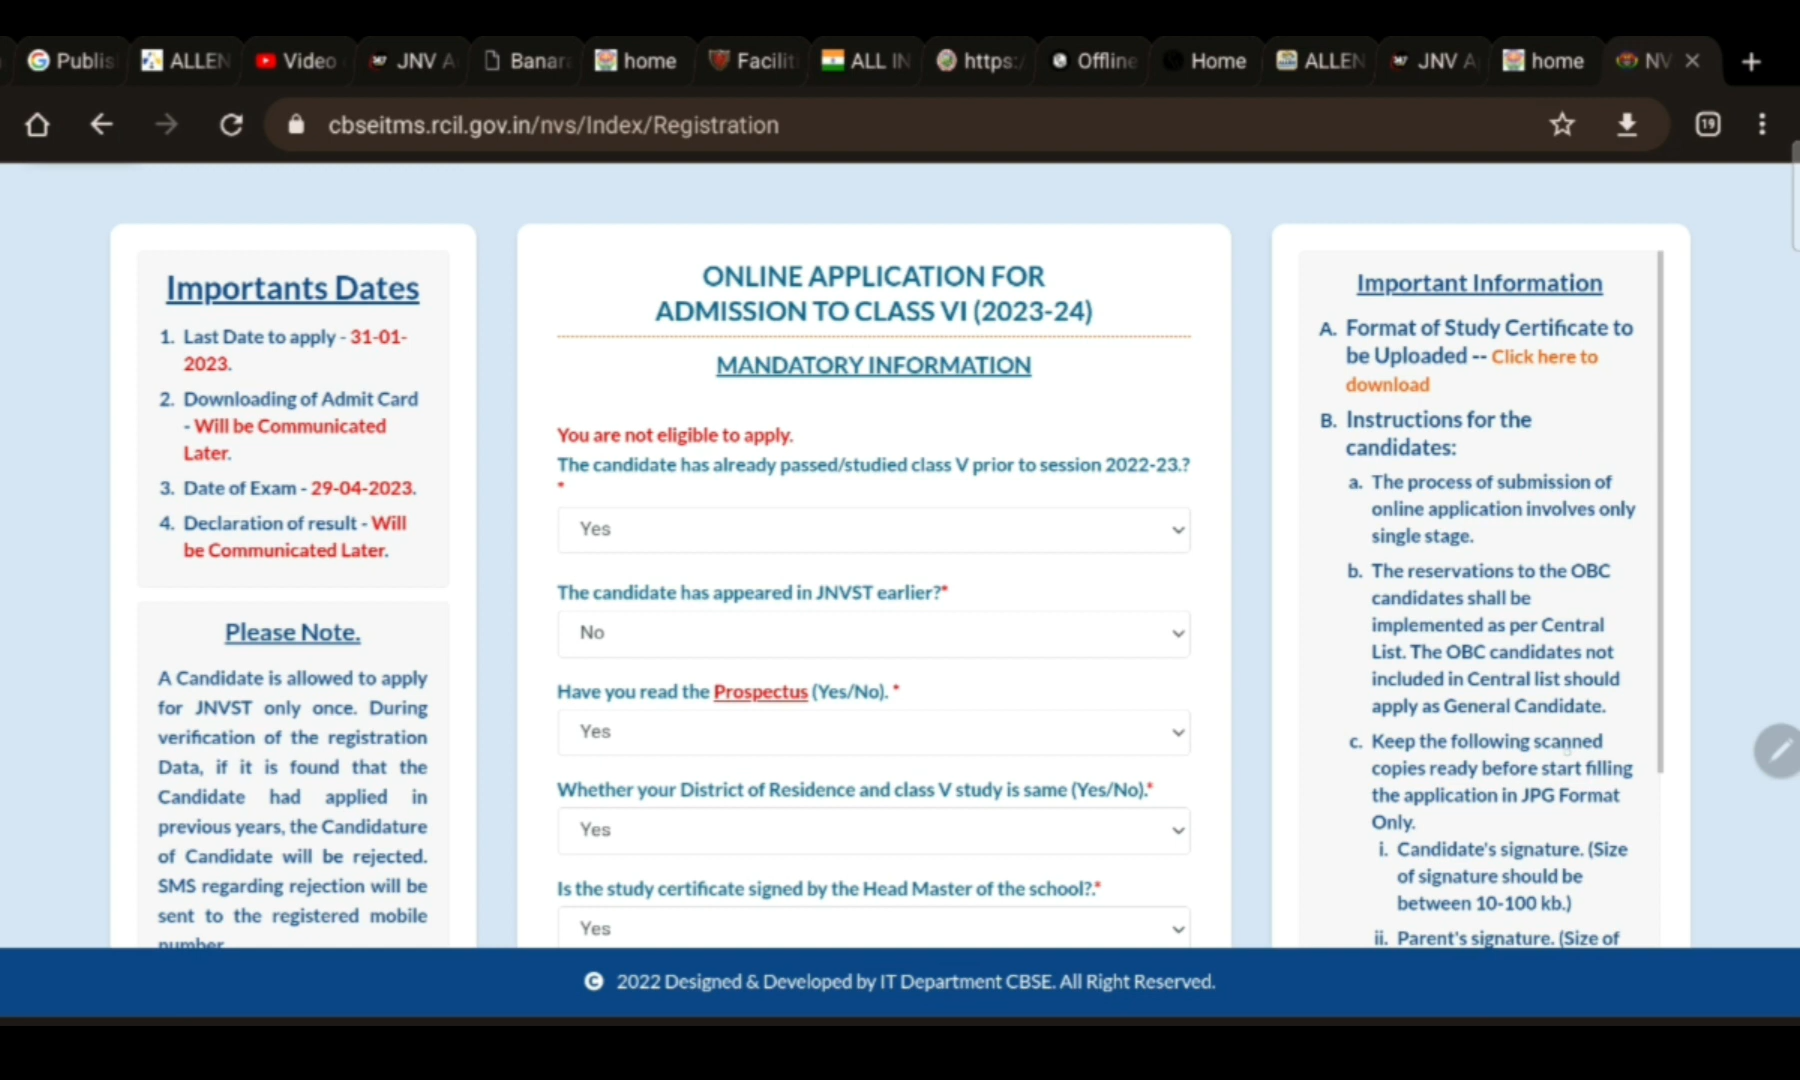 Publis ALLEN Video JNV A Banar home Facilit ALL IN https:/ Offline Home ALLEN JNV A home NV
cbseitms.rcil.gov.in/nvs/Index/Registration
19
Importants Dates
1. Last Date to apply - 31-01-
2023.
2. Downloading of Admit Card
- Will be Communicated
Later.
3. Date of Exam - 29-04-2023.
4. Declaration of result - Will
be Communicated Later.
Please Note.
A Candidate is allowed to apply
for JNVST only once. During
verification of the registration
Data, if it is found that the
Candidate had applied in
previous years, the Candidature
of Candidate will be rejected.
SMS regarding rejection will be
sent to the registered mobile
number
ONLINE APPLICATION FOR
ADMISSION TO CLASS VI (2023-24)
MANDATORY INFORMATION
You are not eligible to apply.
The candidate has already passed/studied class V prior to session 2022-23.?
*
Yes
The candidate has appeared in JNVST earlier?*
No
Have you read the Prospectus (Yes/No). *
Yes
Whether your District of Residence and class V study is same (Yes/No).*
Yes
Is the study certificate signed by the Head Master of the school?.*
Yes
Important Information
A. Format of Study Certificate to
be Uploaded -- Click here to
download
B. Instructions for the
candidates:
a. The process of submission of
online application involves only
single stage.
b. The reservations to the OBC
candidates shall be
implemented as per Central
List. The OBC candidates not
included in Central list should
apply as General Candidate.
c. Keep the following scanned
copies ready before start filling
the application in JPG Format
Only.
i. Candidate's signature. (Size
of signature should be
between 10-100 kb.)
ii. Parent's signature. (Size of
© 2022 Designed & Developed by IT Department CBSE. All Right Reserved.